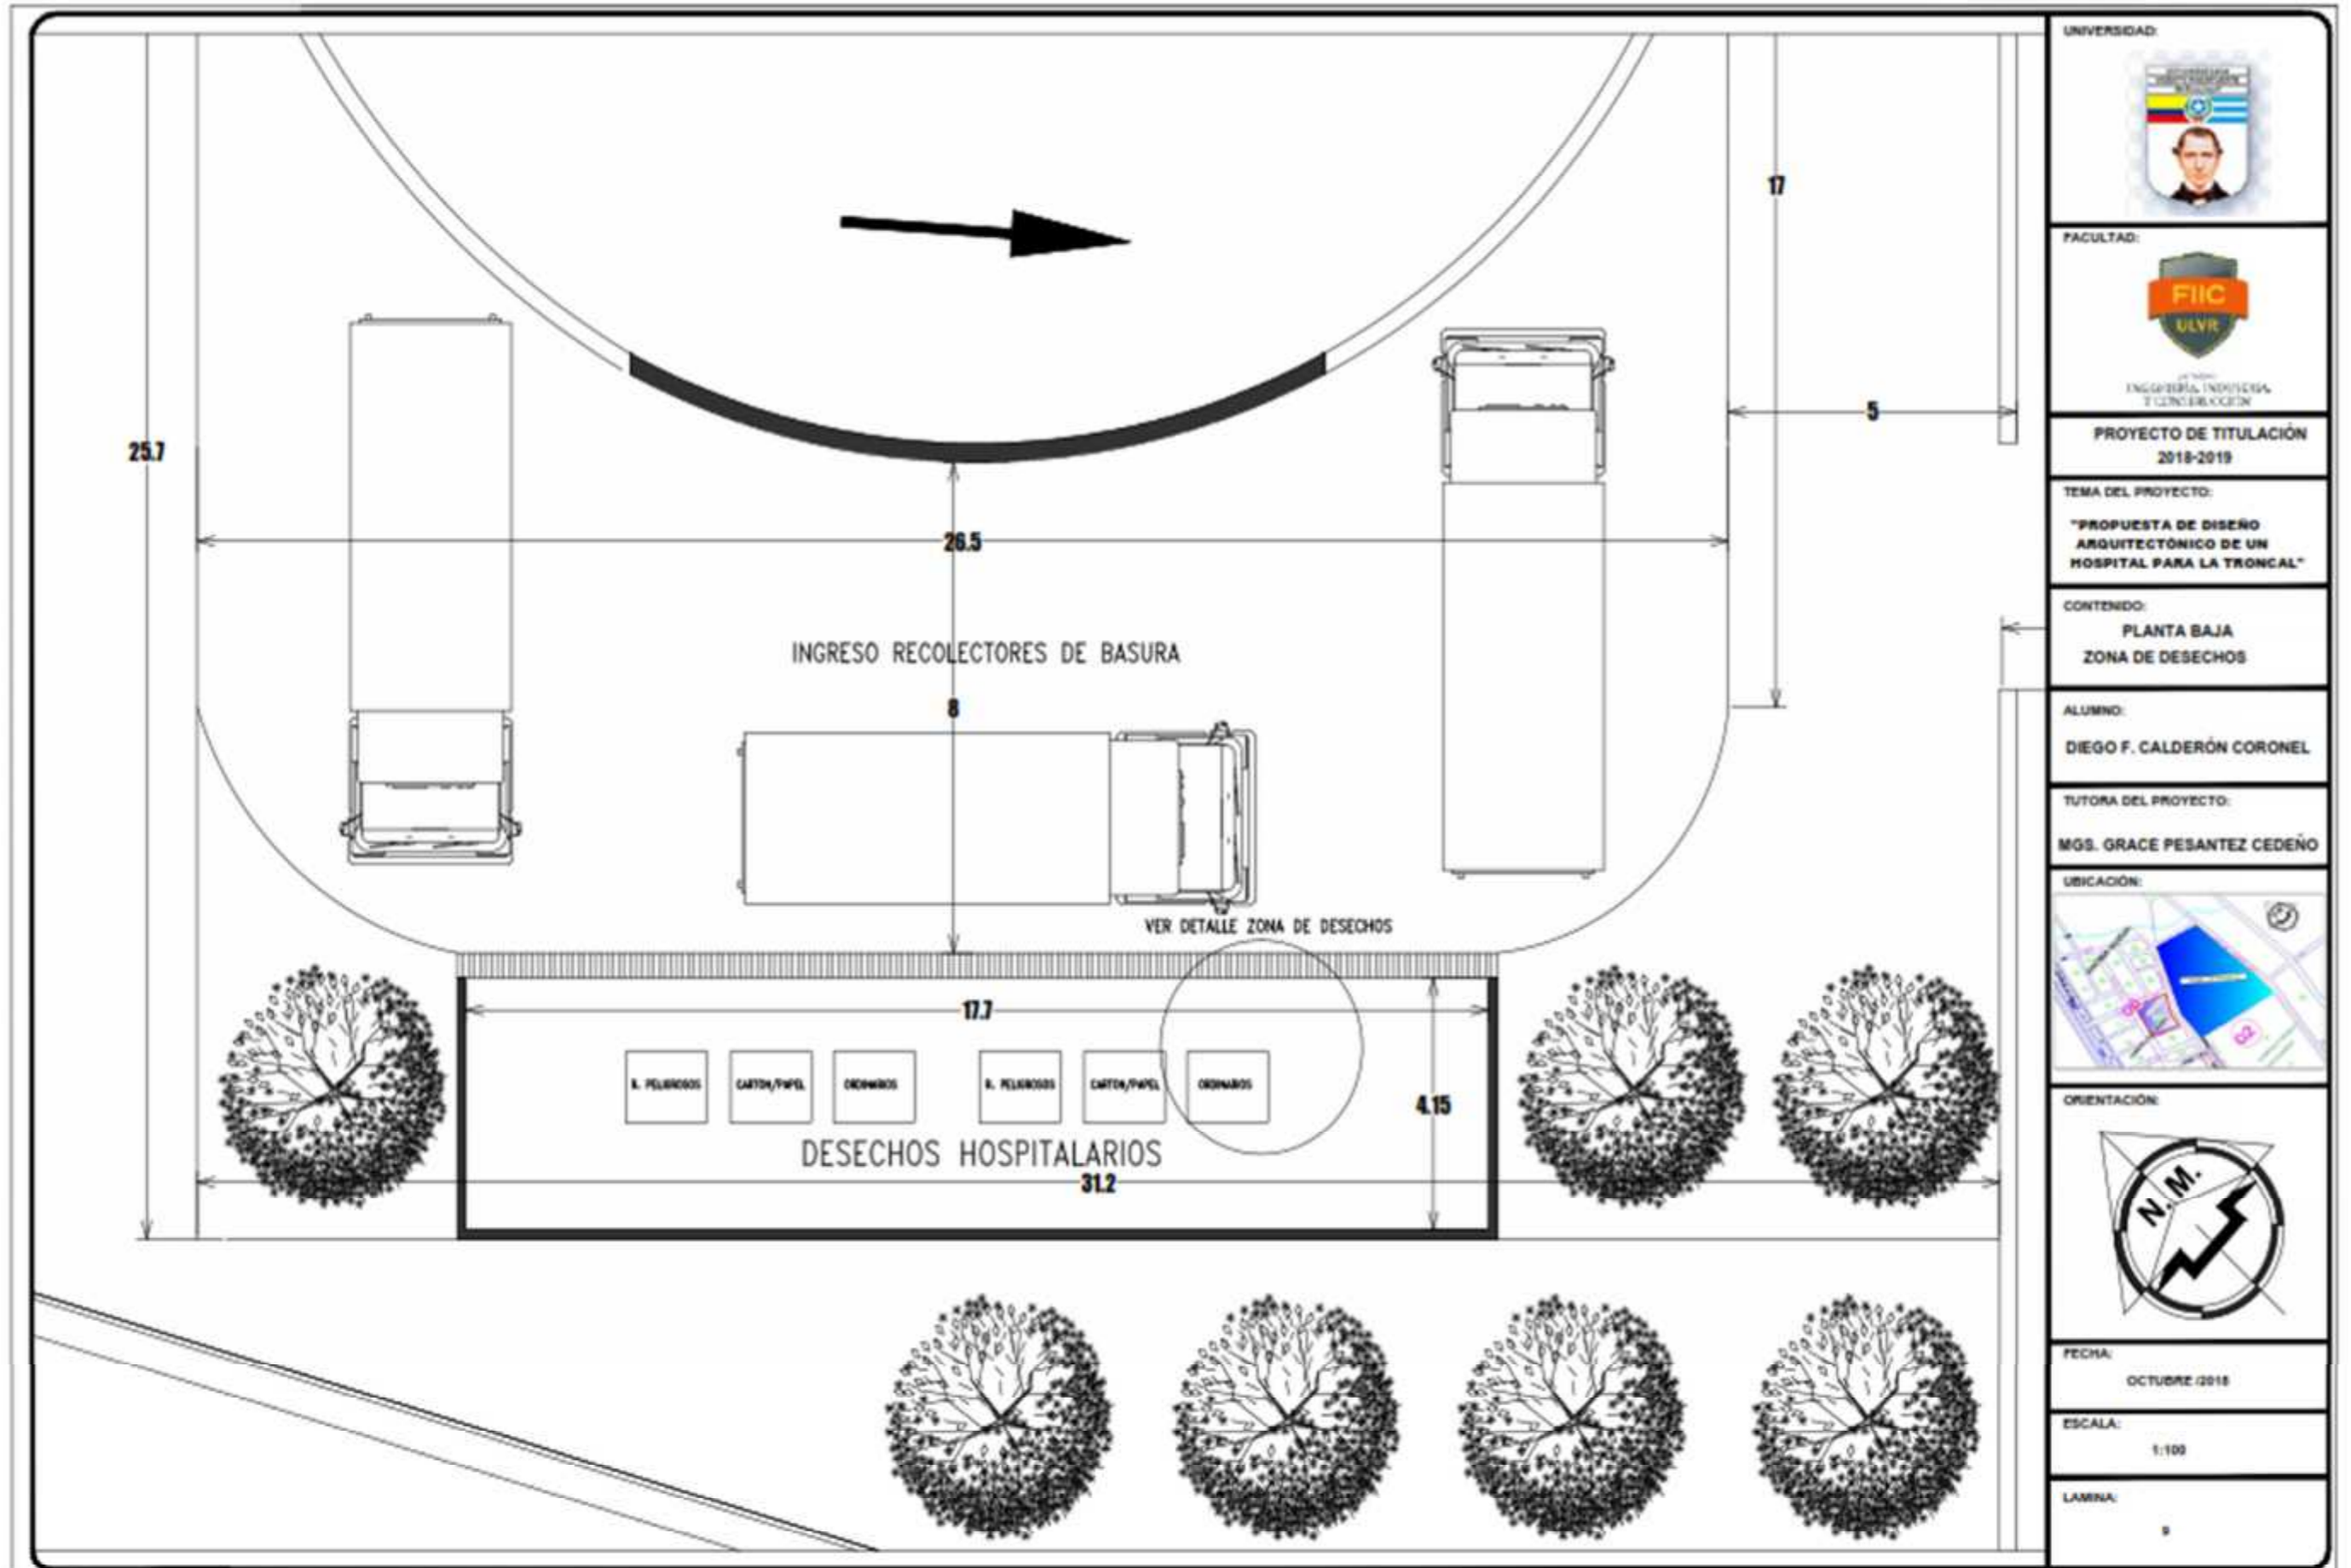 17
5
25.7
26.5
INGRESO RECOLECTORES DE BASURA
8
VER DETALLE ZONA DE DESECHOS
17.7
R. PELIGROSOS
CARTON/PAPEL
ORDINARIOS
R. PELIGROSOS
CARTON/PAPEL
ORDINARIOS
4.15
DESECHOS HOSPITALARIOS
31.2
UNIVERSIDAD:
FACULTAD:
FIIC
ULVR
INGENIERÍA, INDUSTRIA
Y CONSTRUCCIÓN
PROYECTO DE TITULACIÓN
2018-2019
TEMA DEL PROYECTO:
"PROPUESTA DE DISEÑO
ARQUITECTÓNICO DE UN
HOSPITAL PARA LA TRONCAL"
CONTENIDO:
PLANTA BAJA
ZONA DE DESECHOS
ALUMNO:
DIEGO F. CALDERÓN CORONEL
TUTORA DEL PROYECTO:
MGS. GRACE PESANTEZ CEDEÑO
UBICACIÓN:
02
ORIENTACIÓN:
N.M.
FECHA:
OCTUBRE /2018
ESCALA:
1:100
LAMINA:
9